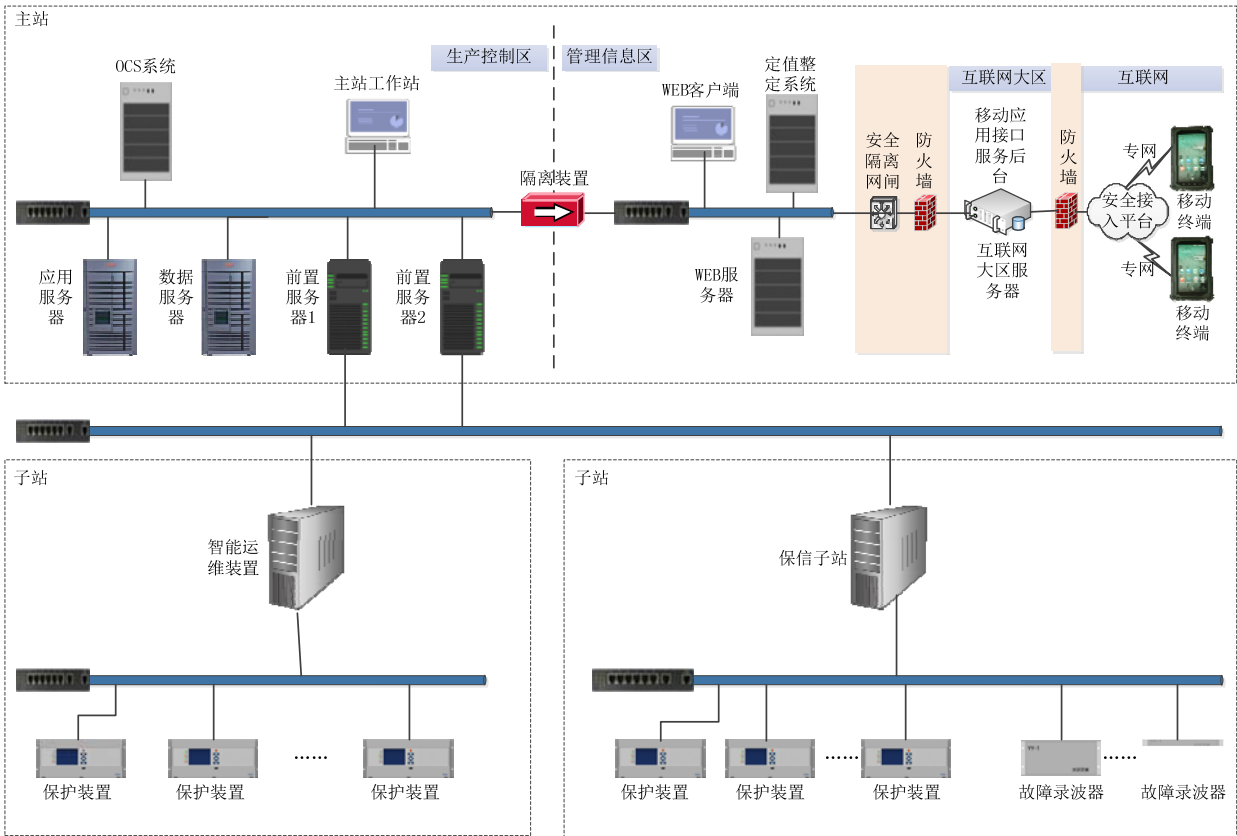 主站
生产控制区
管理信息区
互联网大区
互联网
OCS系统
主站工作站
WEB客户端
定值整
定系统
安全
隔离
网闸
防
火
墙
移动应
用接口
服务后
台
防
火
墙
专网
隔离装置
安全接
入平台
移动
终端
应用
服务
器
数据
服务
器
前置
服务
器1
前置
服务
器2
WEB服
务器
互联网
大区服
务器
专网
移动
终端
子站
子站
智能运
维装置
保信子站
······
······
······
保护装置
保护装置
保护装置
保护装置
保护装置
保护装置
故障录波器
故障录波器